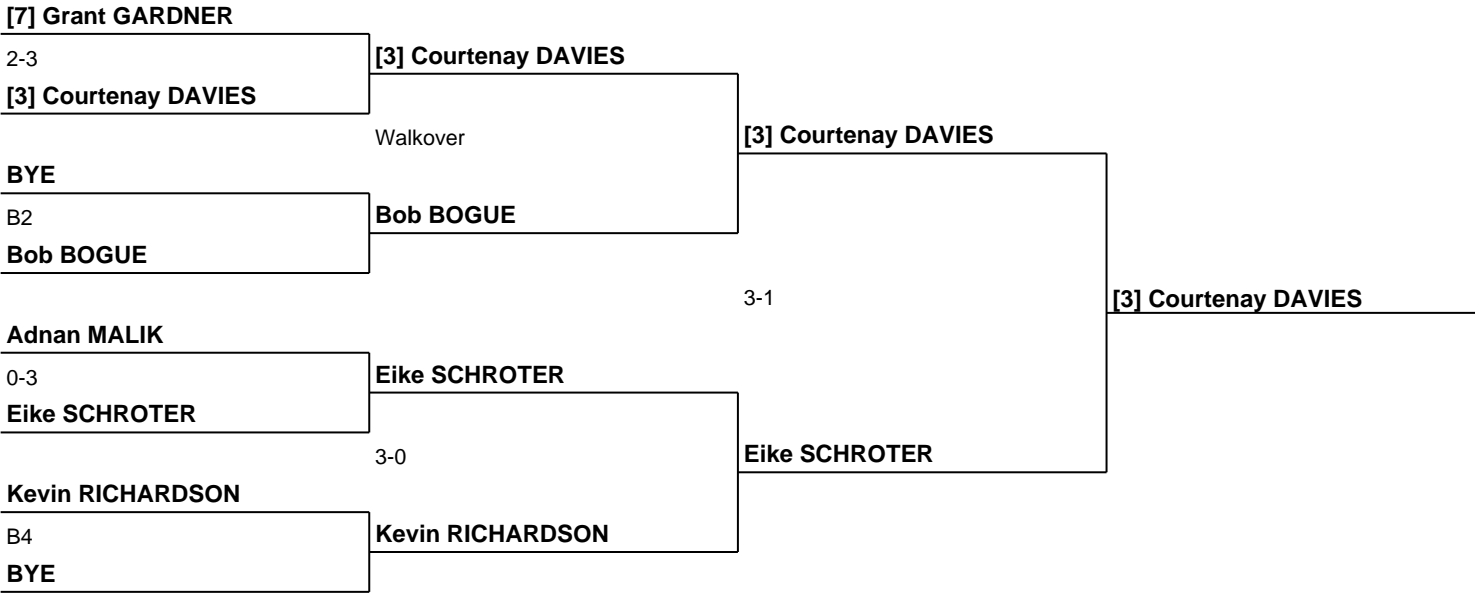 [7] Grant GARDNER
2-3
[3] Courtenay DAVIES
[3] Courtenay DAVIES
Walkover
[3] Courtenay DAVIES
BYE
B2
Bob BOGUE
Bob BOGUE
3-1
[3] Courtenay DAVIES
Adnan MALIK
0-3
Eike SCHROTER
Eike SCHROTER
3-0
Eike SCHROTER
Kevin RICHARDSON
B4
Kevin RICHARDSON
BYE